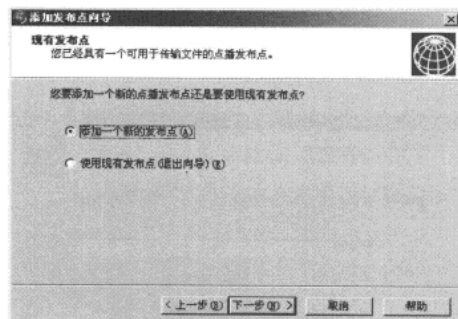 添加发布点向导
现有发布点
您已经具有一个可用于传输文件的点播发布点。
您要添加一个新的点播发布点还是要使用现有发布点?
添加一个新的发布点(A)
使用现有发布点(退出向导)(E)
< 上一步(B) 下一步(N) > 取消 帮助